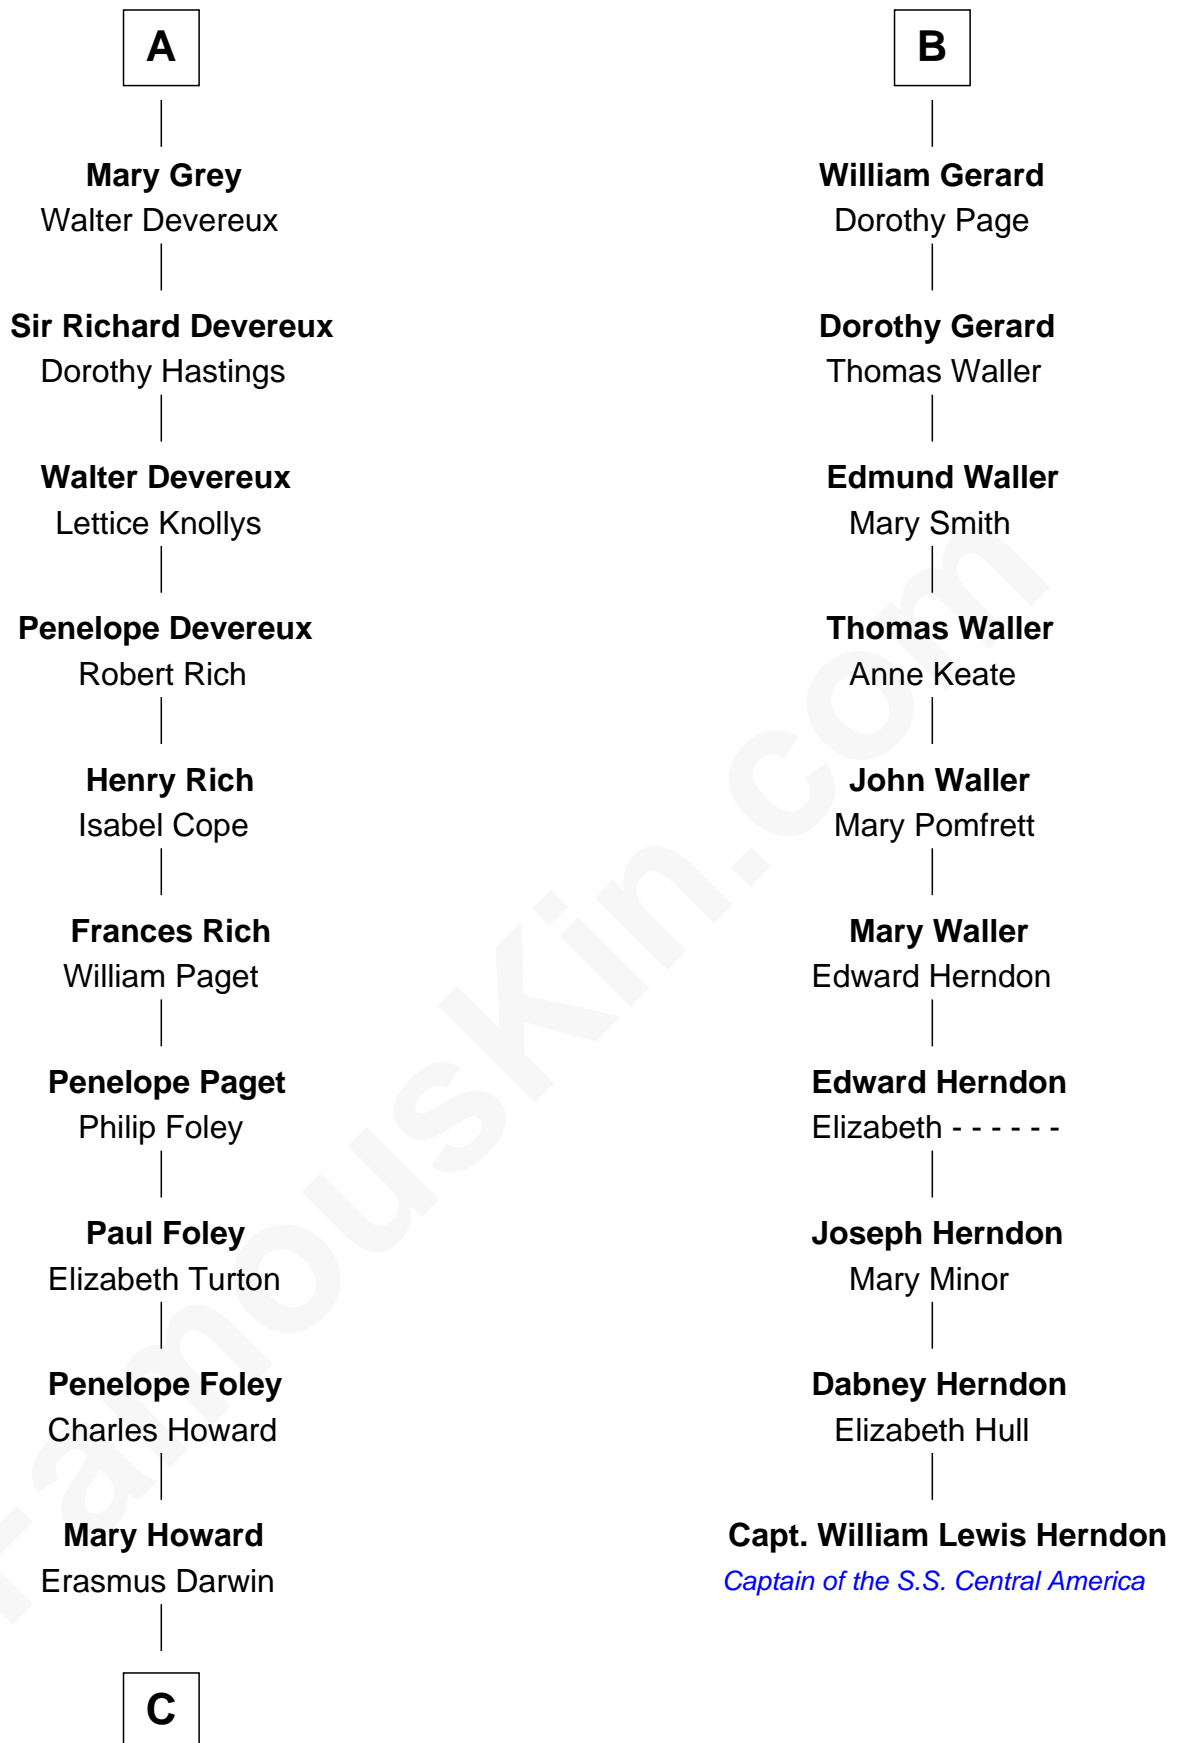 A
Mary Grey
Walter Devereux
Sir Richard Devereux
Dorothy Hastings
Walter Devereux
Lettice Knollys
Penelope Devereux
Robert Rich
Henry Rich
Isabel Cope
Frances Rich
William Paget
Penelope Paget
Philip Foley
Paul Foley
Elizabeth Turton
Penelope Foley
Charles Howard
Mary Howard
Erasmus Darwin
C
B
William Gerard
Dorothy Page
Dorothy Gerard
Thomas Waller
Edmund Waller
Mary Smith
Thomas Waller
Anne Keate
John Waller
Mary Pomfrett
Mary Waller
Edward Herndon
Edward Herndon
Elizabeth - - - - - -
Joseph Herndon
Mary Minor
Dabney Herndon
Elizabeth Hull
Capt. William Lewis Herndon
Captain of the S.S. Central America
FamousKin.com